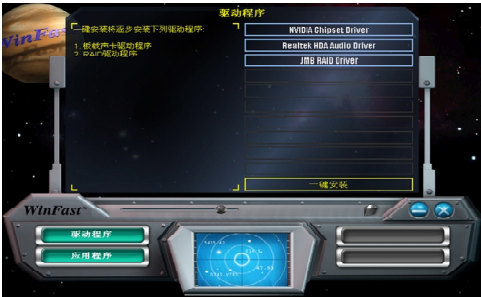 驱动程序
WinFast
一键安装将逐步安装下列驱动程序:
1. 板载声卡驱动程序
2. RAID驱动程序
NVIDIA Chipset Driver
Realtek HDA Audio Driver
JMB RAID Driver
一键安装
WinFast
驱动程序
应用程序